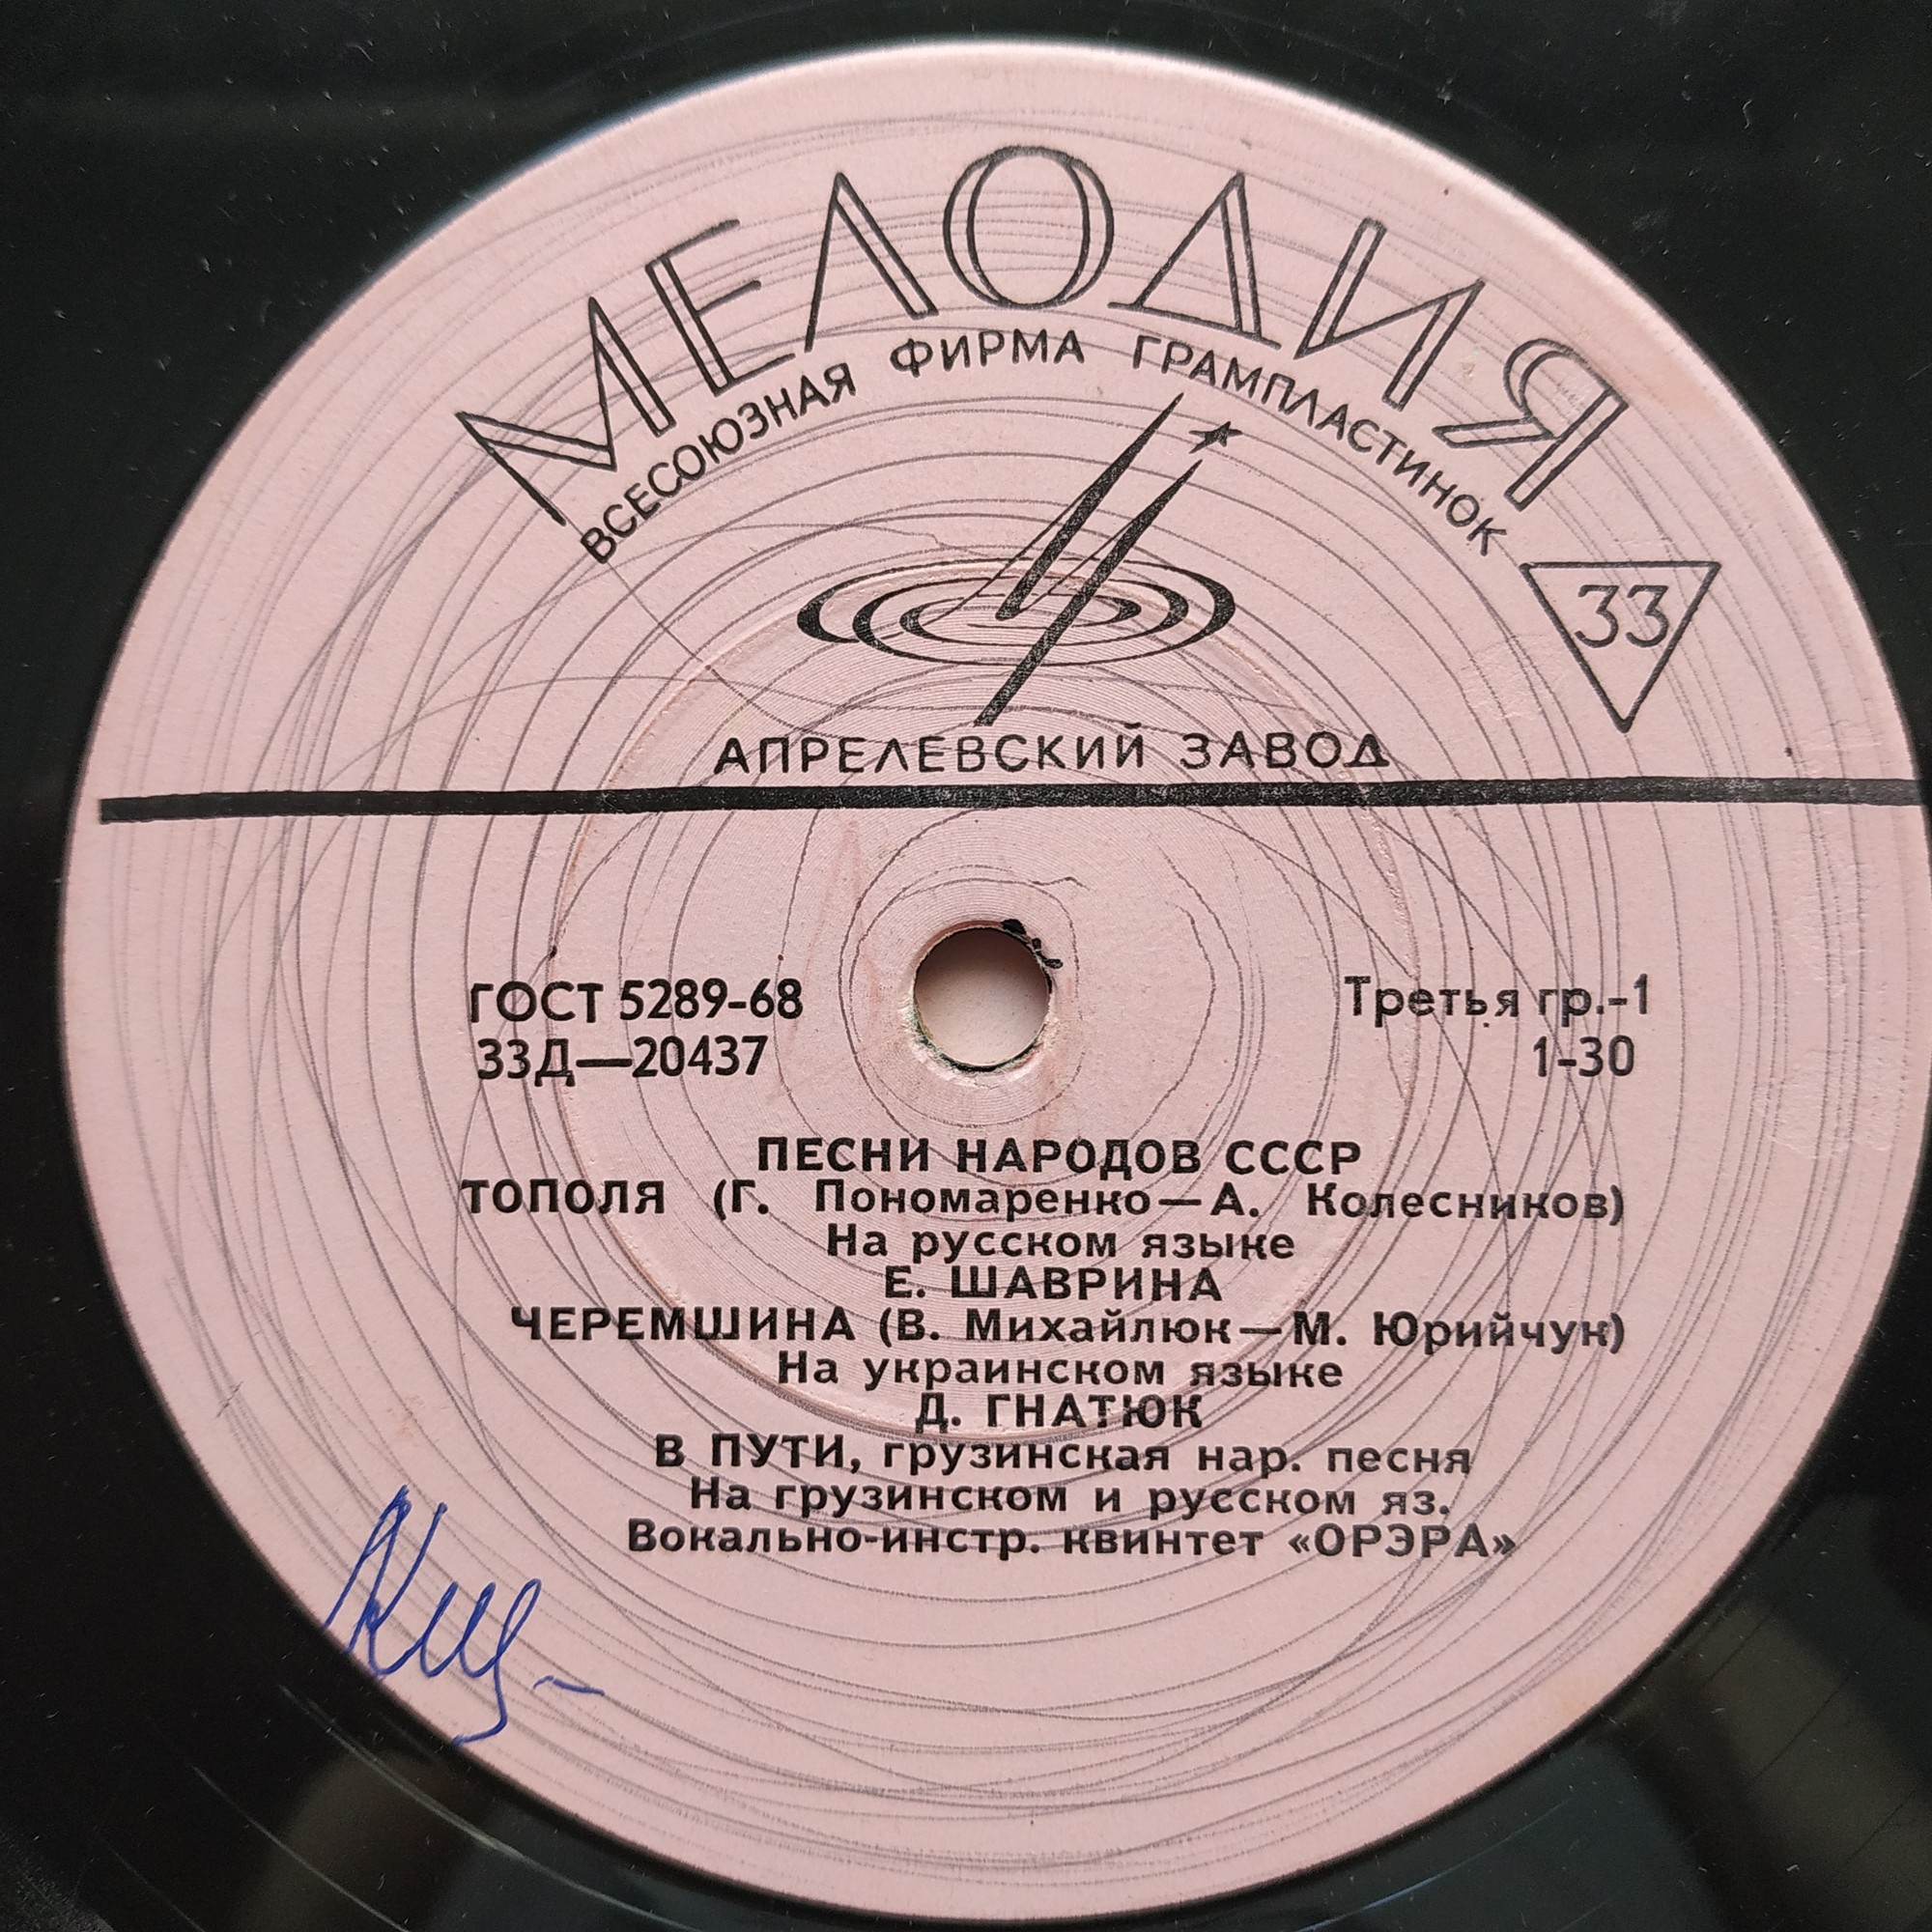 МЕЛОДИЯ
ВСЕСОЮЗНАЯ ФИРМА ГРАМПЛАСТИНОК
33
АПРЕЛЕВСКИЙ ЗАВОД
ГОСТ 5289-68
Третья гр.-1
33Д—20437
1-30
ПЕСНИ НАРОДОВ СССР
ТОПОЛЯ (Г. Пономаренко—А. Колесников)
На русском языке
Е. ШАВРИНА
ЧЕРЕМШИНА (В. Михайлюк—М. Юрийчук)
На украинском языке
Д. ГНАТЮК
В ПУТИ, грузинская нар. песня
На грузинском и русском яз.
Вокально-инстр. квинтет «ОРЭРА»